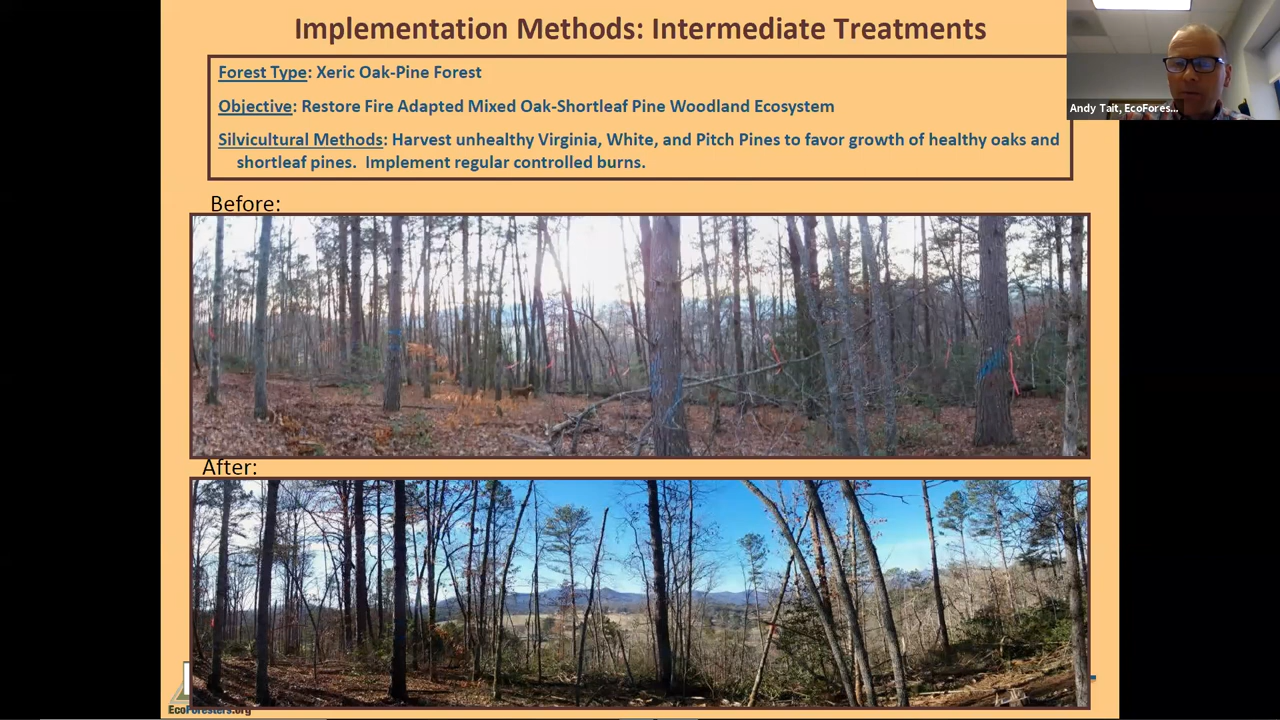 Implementation Methods: Intermediate Treatments
Forest Type: Xeric Oak-Pine Forest
Objective: Restore Fire Adapted Mixed Oak-Shortleaf Pine Woodland Ecosystem
Silvicultural Methods: Harvest unhealthy Virginia, White, and Pitch Pines to favor growth of healthy oaks and
shortleaf pines. Implement regular controlled burns.
Andy Tait, EcoFores...
Before:
After:
EcoForesters.org